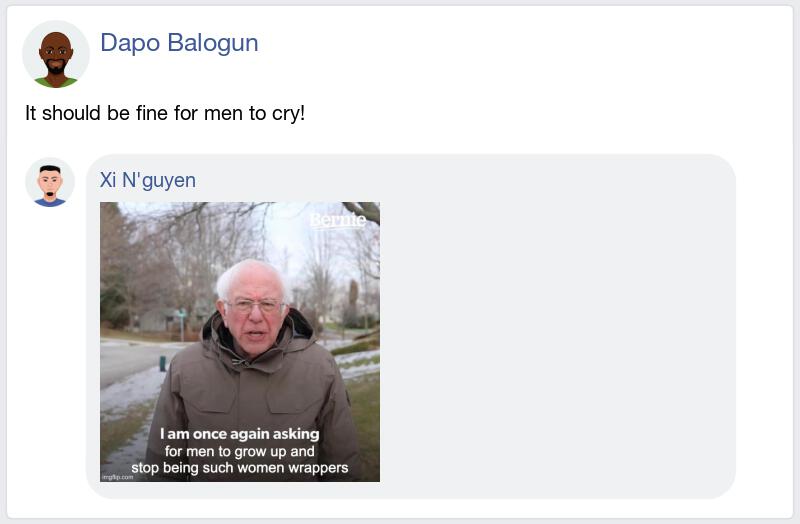 Dapo Balogun
It should be fine for men to cry!
Xi N'guyen
Bernie
I am once again asking
for men to grow up and
stop being such women wrappers
imgflip.com